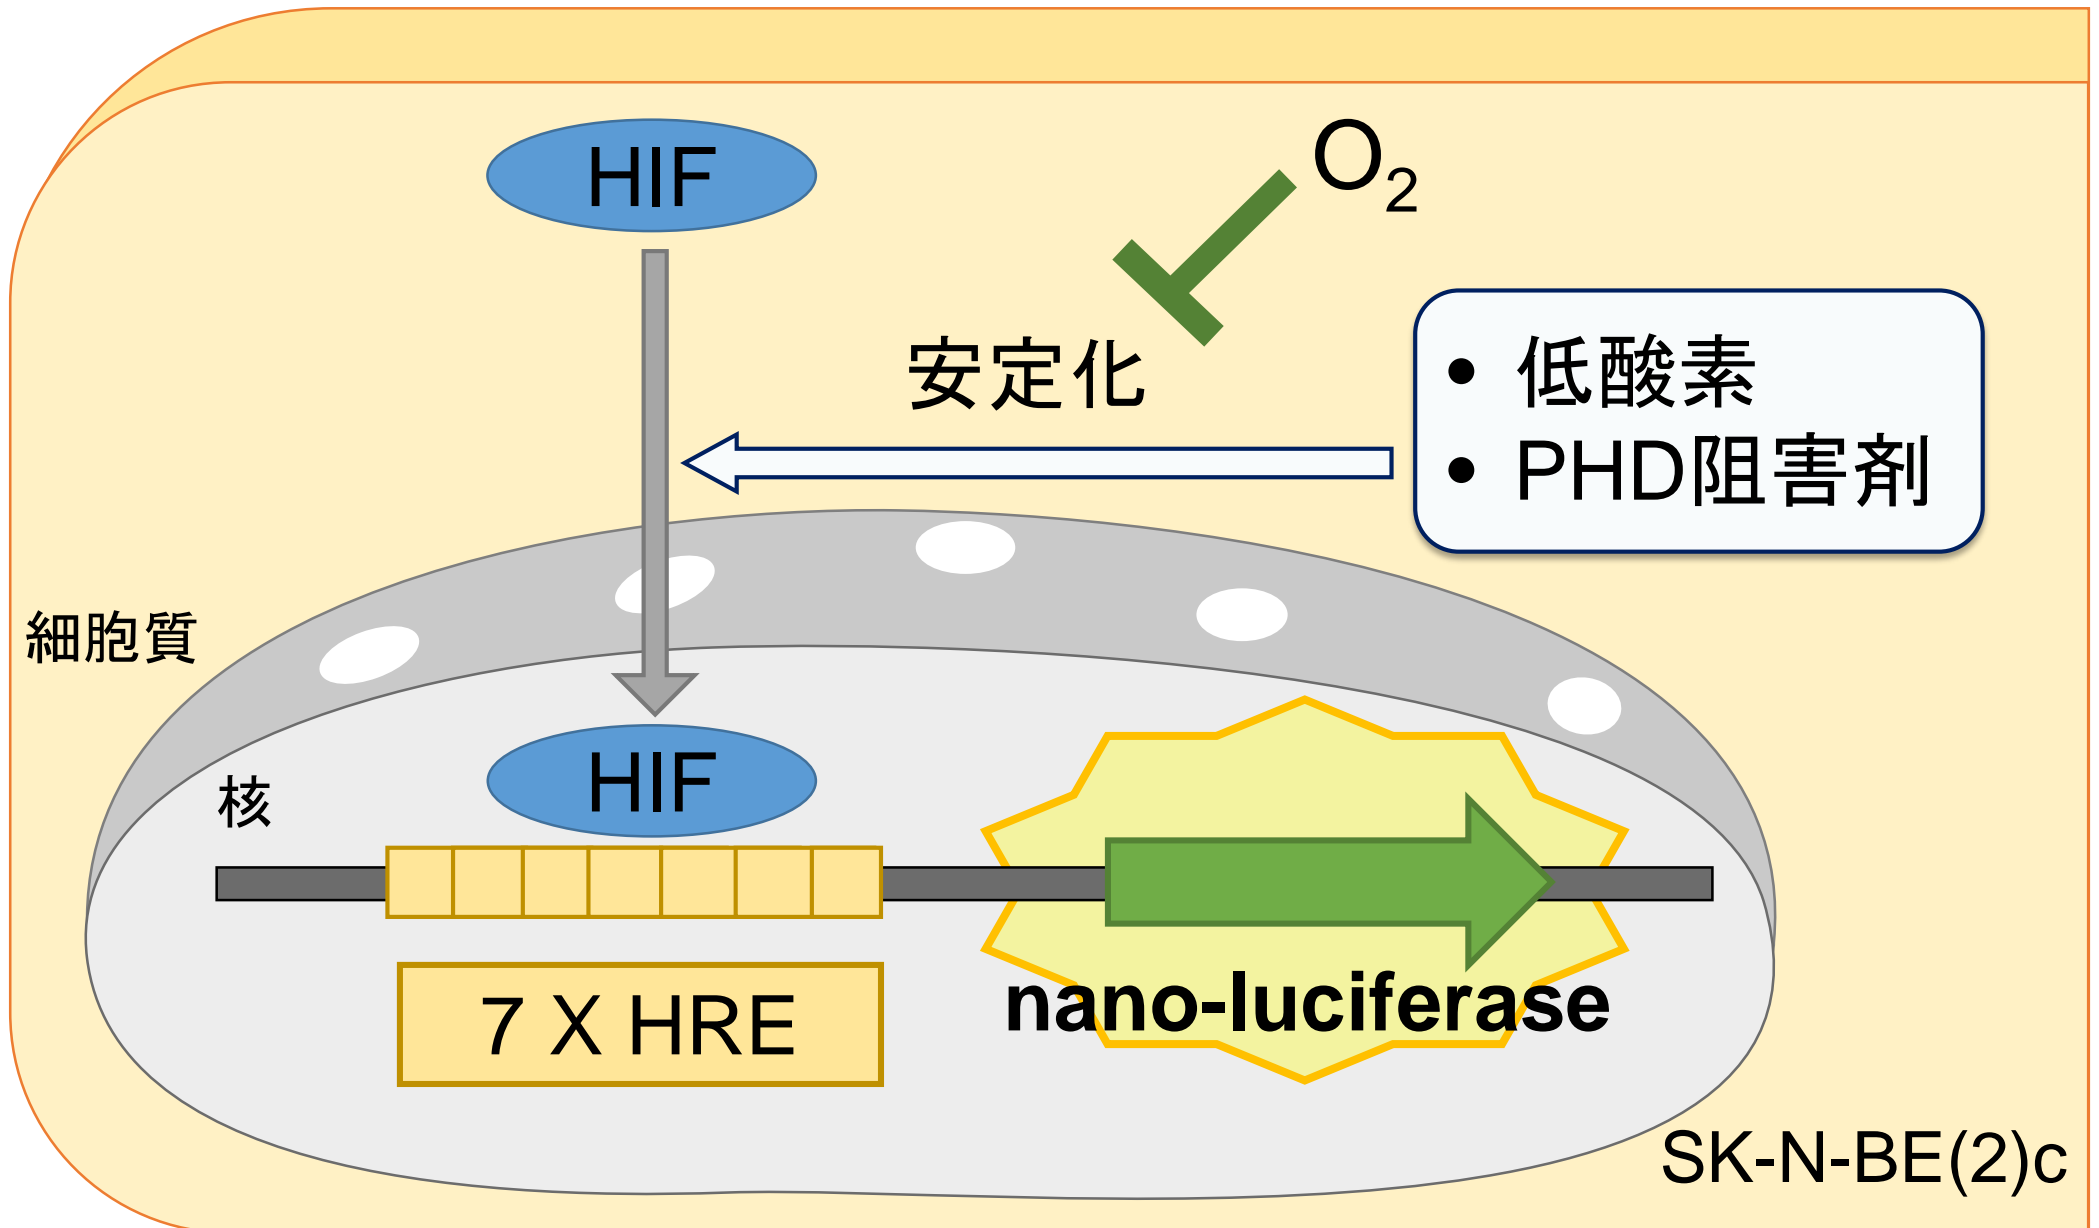 HIF
O₂
安定化
• 低酸素
• PHD阻害剤
細胞質
核
HIF
7 X HRE
nano-luciferase
SK-N-BE(2)c